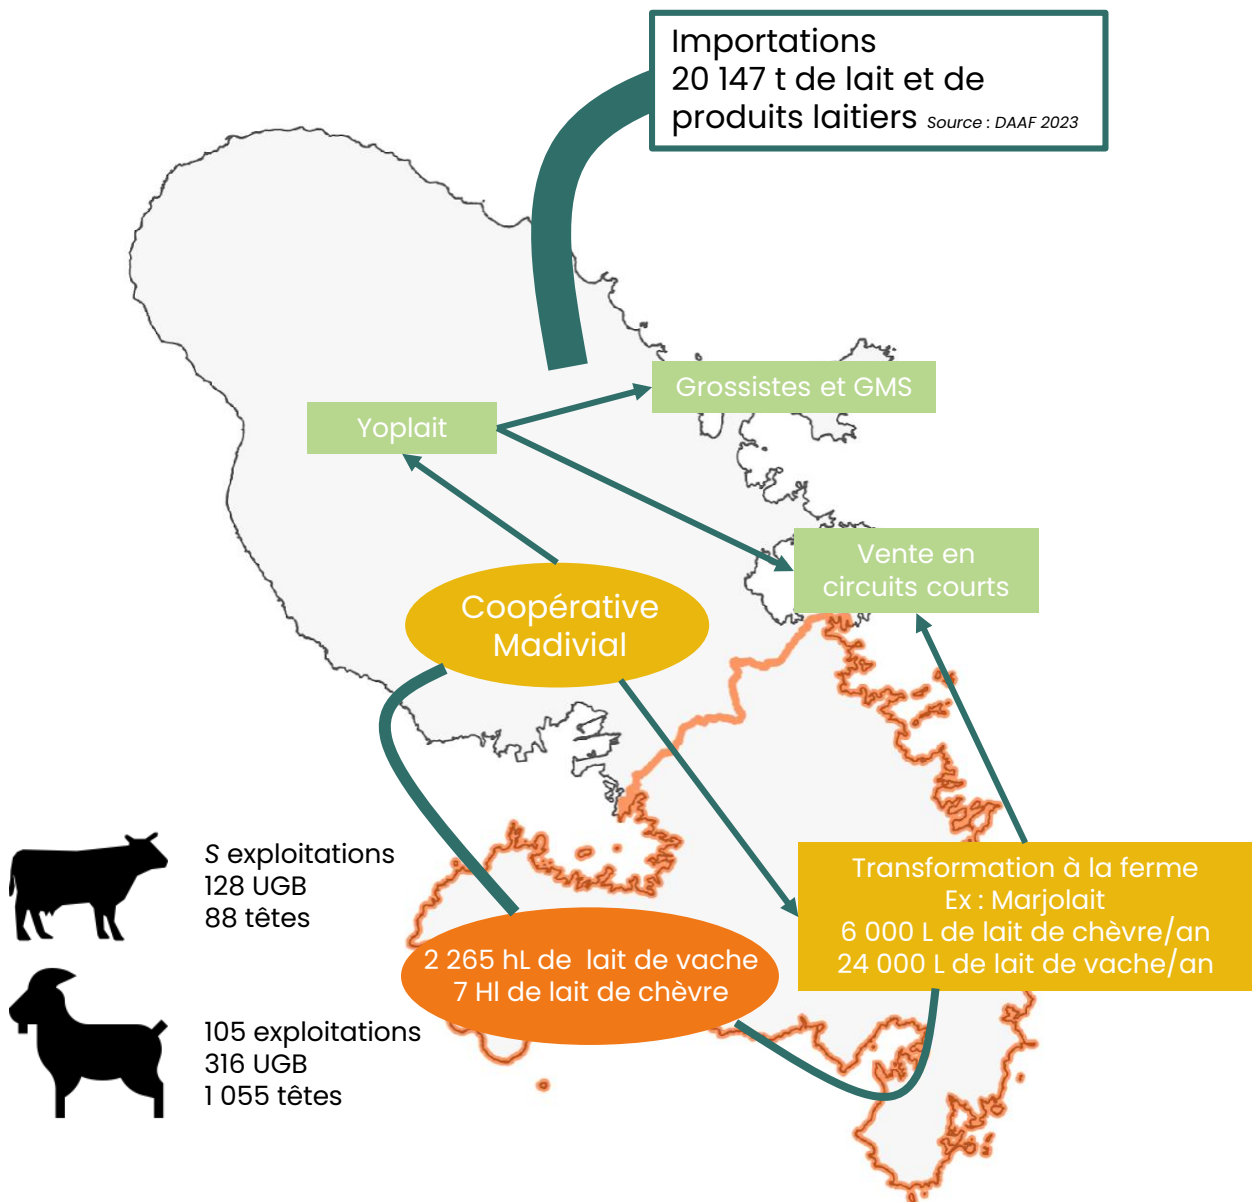 Importations
20 147 t de lait et de
produits laitiers Source : DAAF 2023
Grossistes et GMS
Yoplait
Vente en
circuits courts
Coopérative
Madivial
S exploitations
128 UGB
88 têtes
Transformation à la ferme
Ex : Marjolait
6 000 L de lait de chèvre/an
24 000 L de lait de vache/an
2 265 hL de lait de vache
7 Hl de lait de chèvre
105 exploitations
316 UGB
1 055 têtes